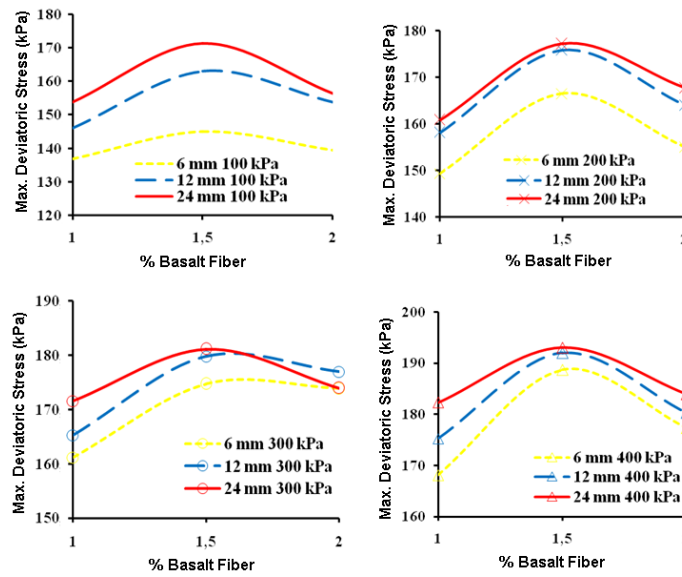 Max. Deviatoric Stress (kPa)
180
170
160
150
140
130
120
6 mm 100 kPa
12 mm 100 kPa
24 mm 100 kPa
1
1,5
2
% Basalt Fiber
Max. Deviatoric Stress (kPa)
180
170
160
150
140
6 mm 200 kPa
12 mm 200 kPa
24 mm 200 kPa
1
1,5
2
% Basalt Fiber
Max. Deviatoric Stress (kPa)
190
180
170
160
150
6 mm 300 kPa
12 mm 300 kPa
24 mm 300 kPa
1
1,5
2
% Basalt Fiber
Max. Deviatoric Stress (kPa)
200
190
180
170
160
6 mm 400 kPa
12 mm 400 kPa
24 mm 400 kPa
1
1,5
2
% Basalt Fiber